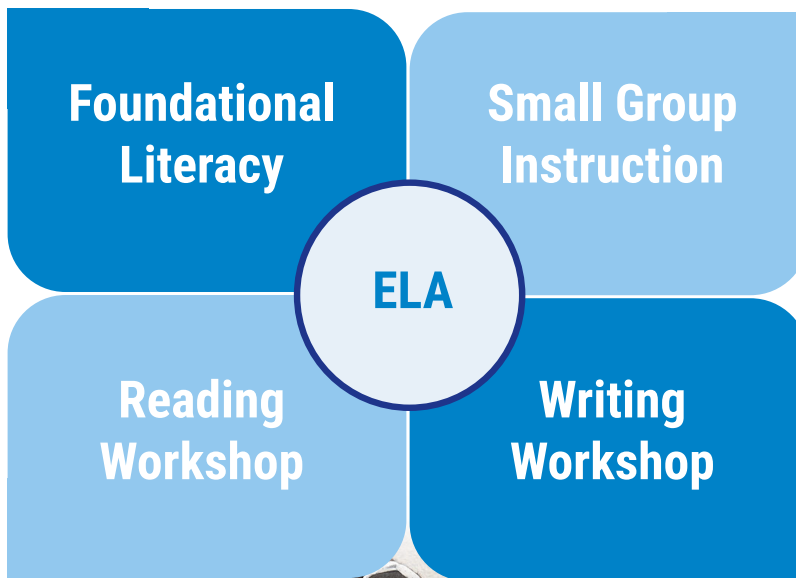 Foundational
Literacy
Small Group
Instruction
ELA
Reading
Workshop
Writing
Workshop